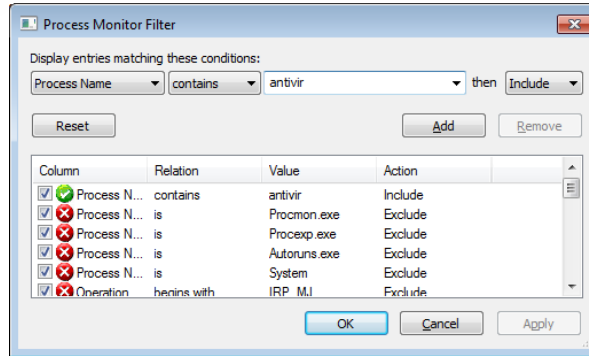 Process Monitor Filter
Display entries matching these conditions:
Process Name contains antivir then Include
Reset Add Remove
Column Relation Value Action
Process N... contains antivir Include
Process N... is Procmon.exe Exclude
Process N... is Procexp.exe Exclude
Process N... is Autoruns.exe Exclude
Process N... is System Exclude
Operation begins with IRP_MJ Exclude
OK Cancel Apply